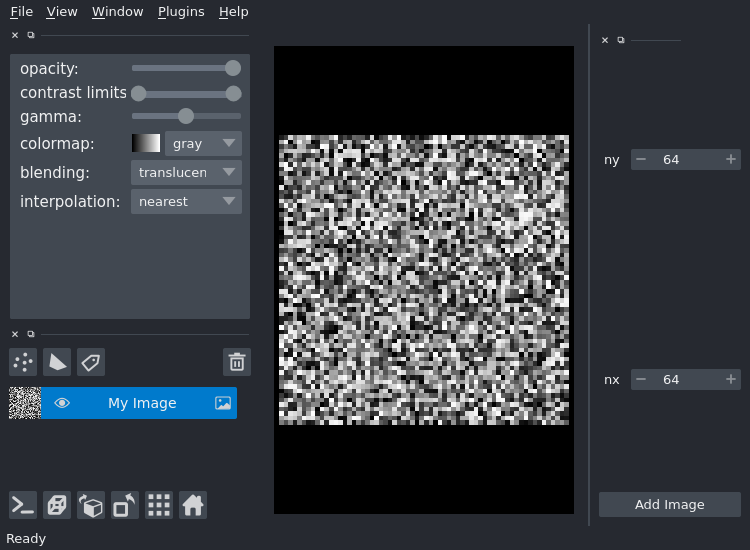 File View Window Plugins Help
opacity:
contrast limits
gamma:
colormap: gray
blending: translucen
interpolation: nearest
My Image
ny 64
nx 64
Add Image
Ready